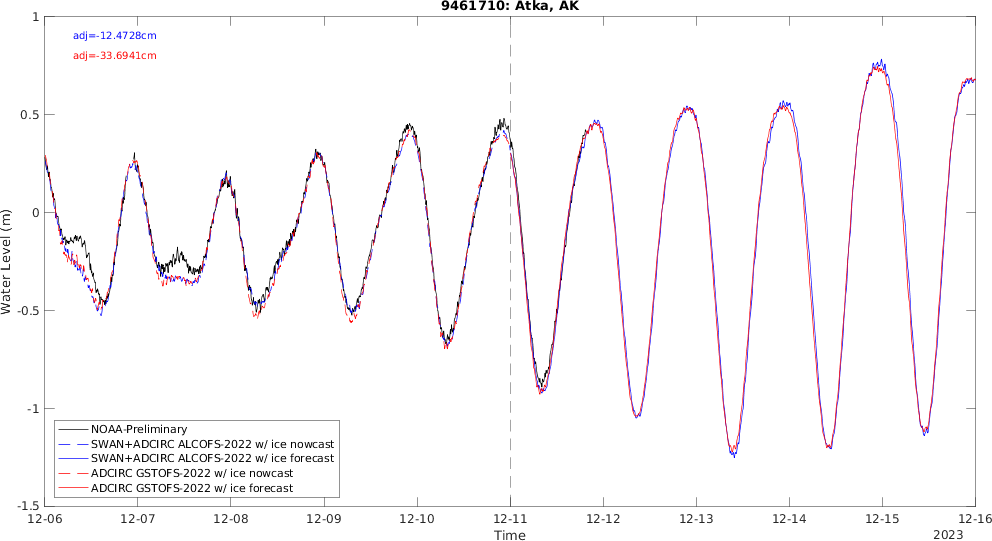 9461710: Atka, AK
adj=-12.4728cm
adj=-33.6941cm
Water Level (m)
1
0.5
0
-0.5
-1
-1.5
NOAA-Preliminary
SWAN+ADCIRC ALCOFS-2022 w/ ice nowcast
SWAN+ADCIRC ALCOFS-2022 w/ ice forecast
ADCIRC GSTOFS-2022 w/ ice nowcast
ADCIRC GSTOFS-2022 w/ ice forecast
12-06 12-07 12-08 12-09 12-10 12-11 12-12 12-13 12-14 12-15 12-16
Time
2023